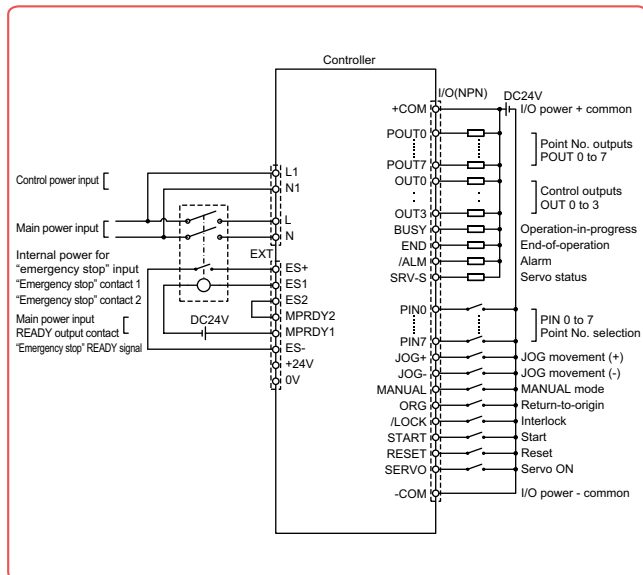 Controller
I/O(NPN)
DC24V
+COM
I/O power + common
POUT0
POUT7
Point No. outputs
POUT 0 to 7
OUT0
OUT3
Control outputs
OUT 0 to 3
BUSY
Operation-in-progress
END
End-of-operation
/ALM
Alarm
SRV-S
Servo status
PIN0
PIN7
PIN 0 to 7
Point No. selection
JOG+
JOG movement (+)
JOG-
JOG movement (-)
MANUAL
MANUAL mode
ORG
Return-to-origin
/LOCK
Interlock
START
Start
RESET
Reset
SERVO
Servo ON
-COM
I/O power - common
Control power input
L1
N1
Main power input
L
N
EXT
Internal power for
"emergency stop" input
ES+
"Emergency stop" contact 1
ES1
"Emergency stop" contact 2
ES2
Main power input
READY output contact
MPRDY2
DC24V
MPRDY1
"Emergency stop" READY signal
ES-
+24V
0V